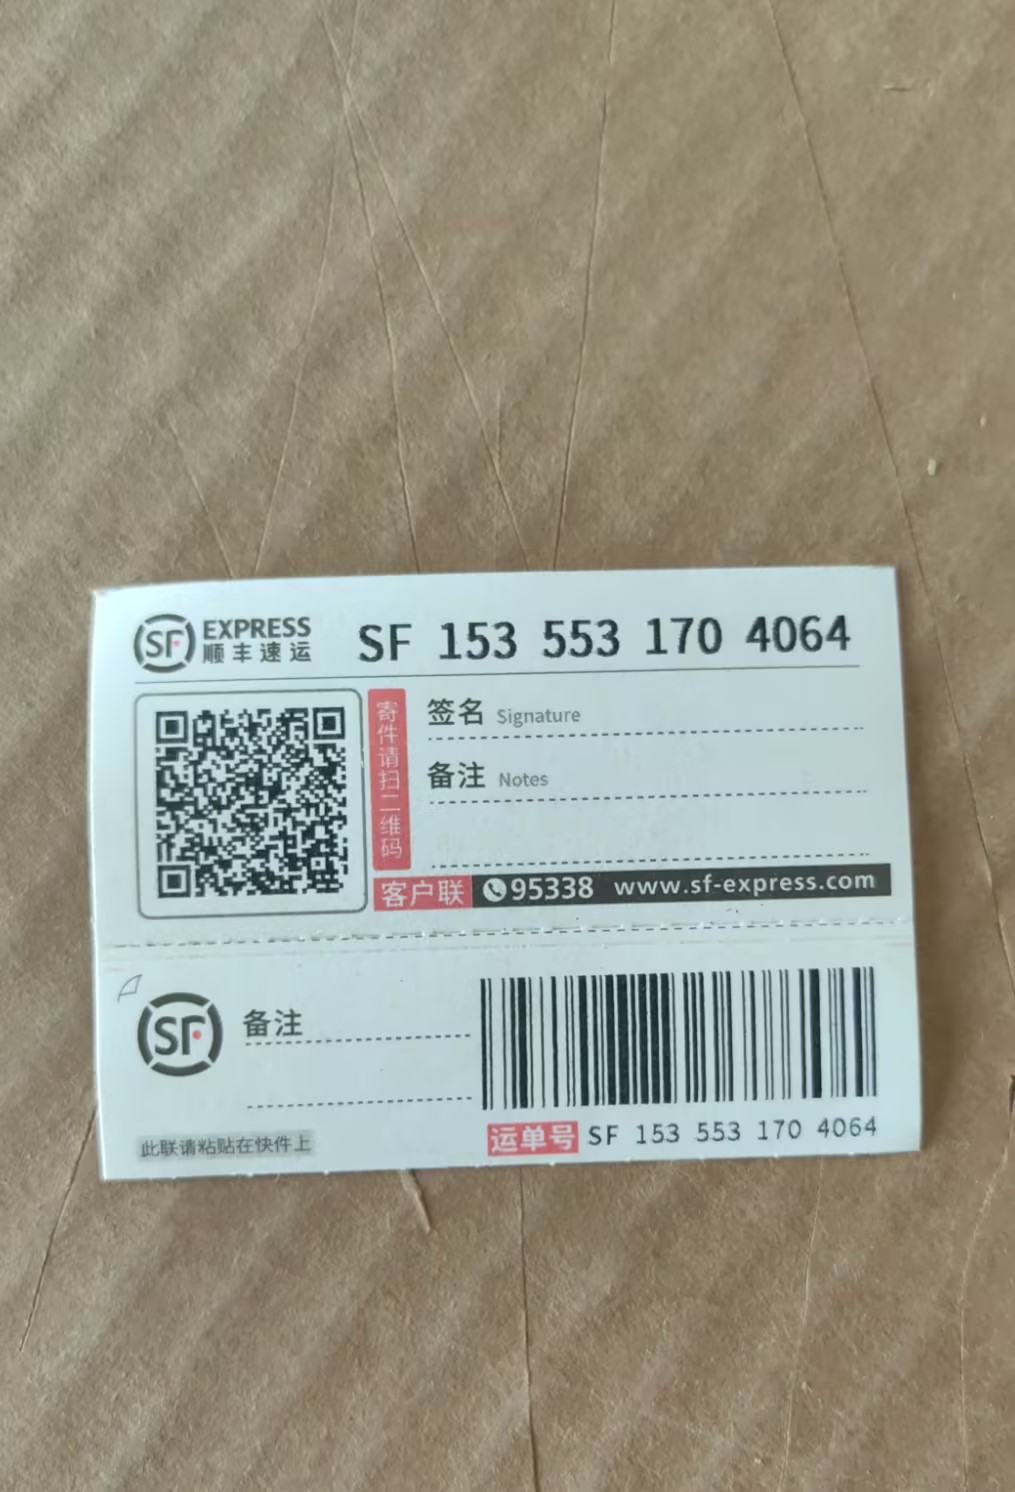 SF EXPRESS
顺丰速运
SF 153 553 170 4064
寄件请扫二维码
签名 Signature
备注 Notes
客户联 95338 www.sf-express.com
SF
备注
此联请粘贴在快件上
运单号 SF 153 553 170 4064